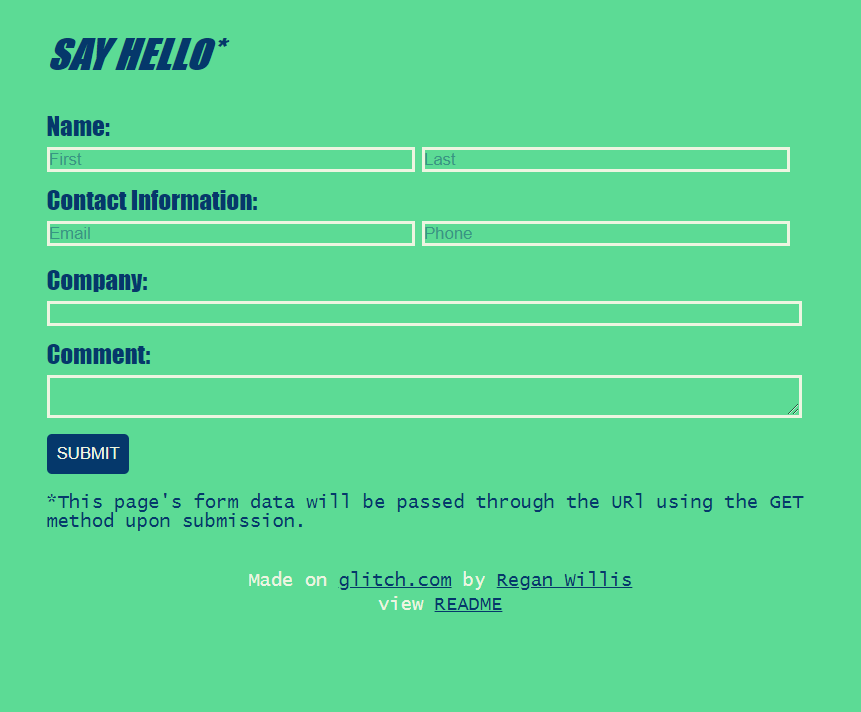 SAY HELLO*
Name:
First Last
Contact Information:
Email Phone
Company:
Comment:
SUBMIT
*This page's form data will be passed through the URl using the GET
method upon submission.
Made on glitch.com by Regan Willis
view README